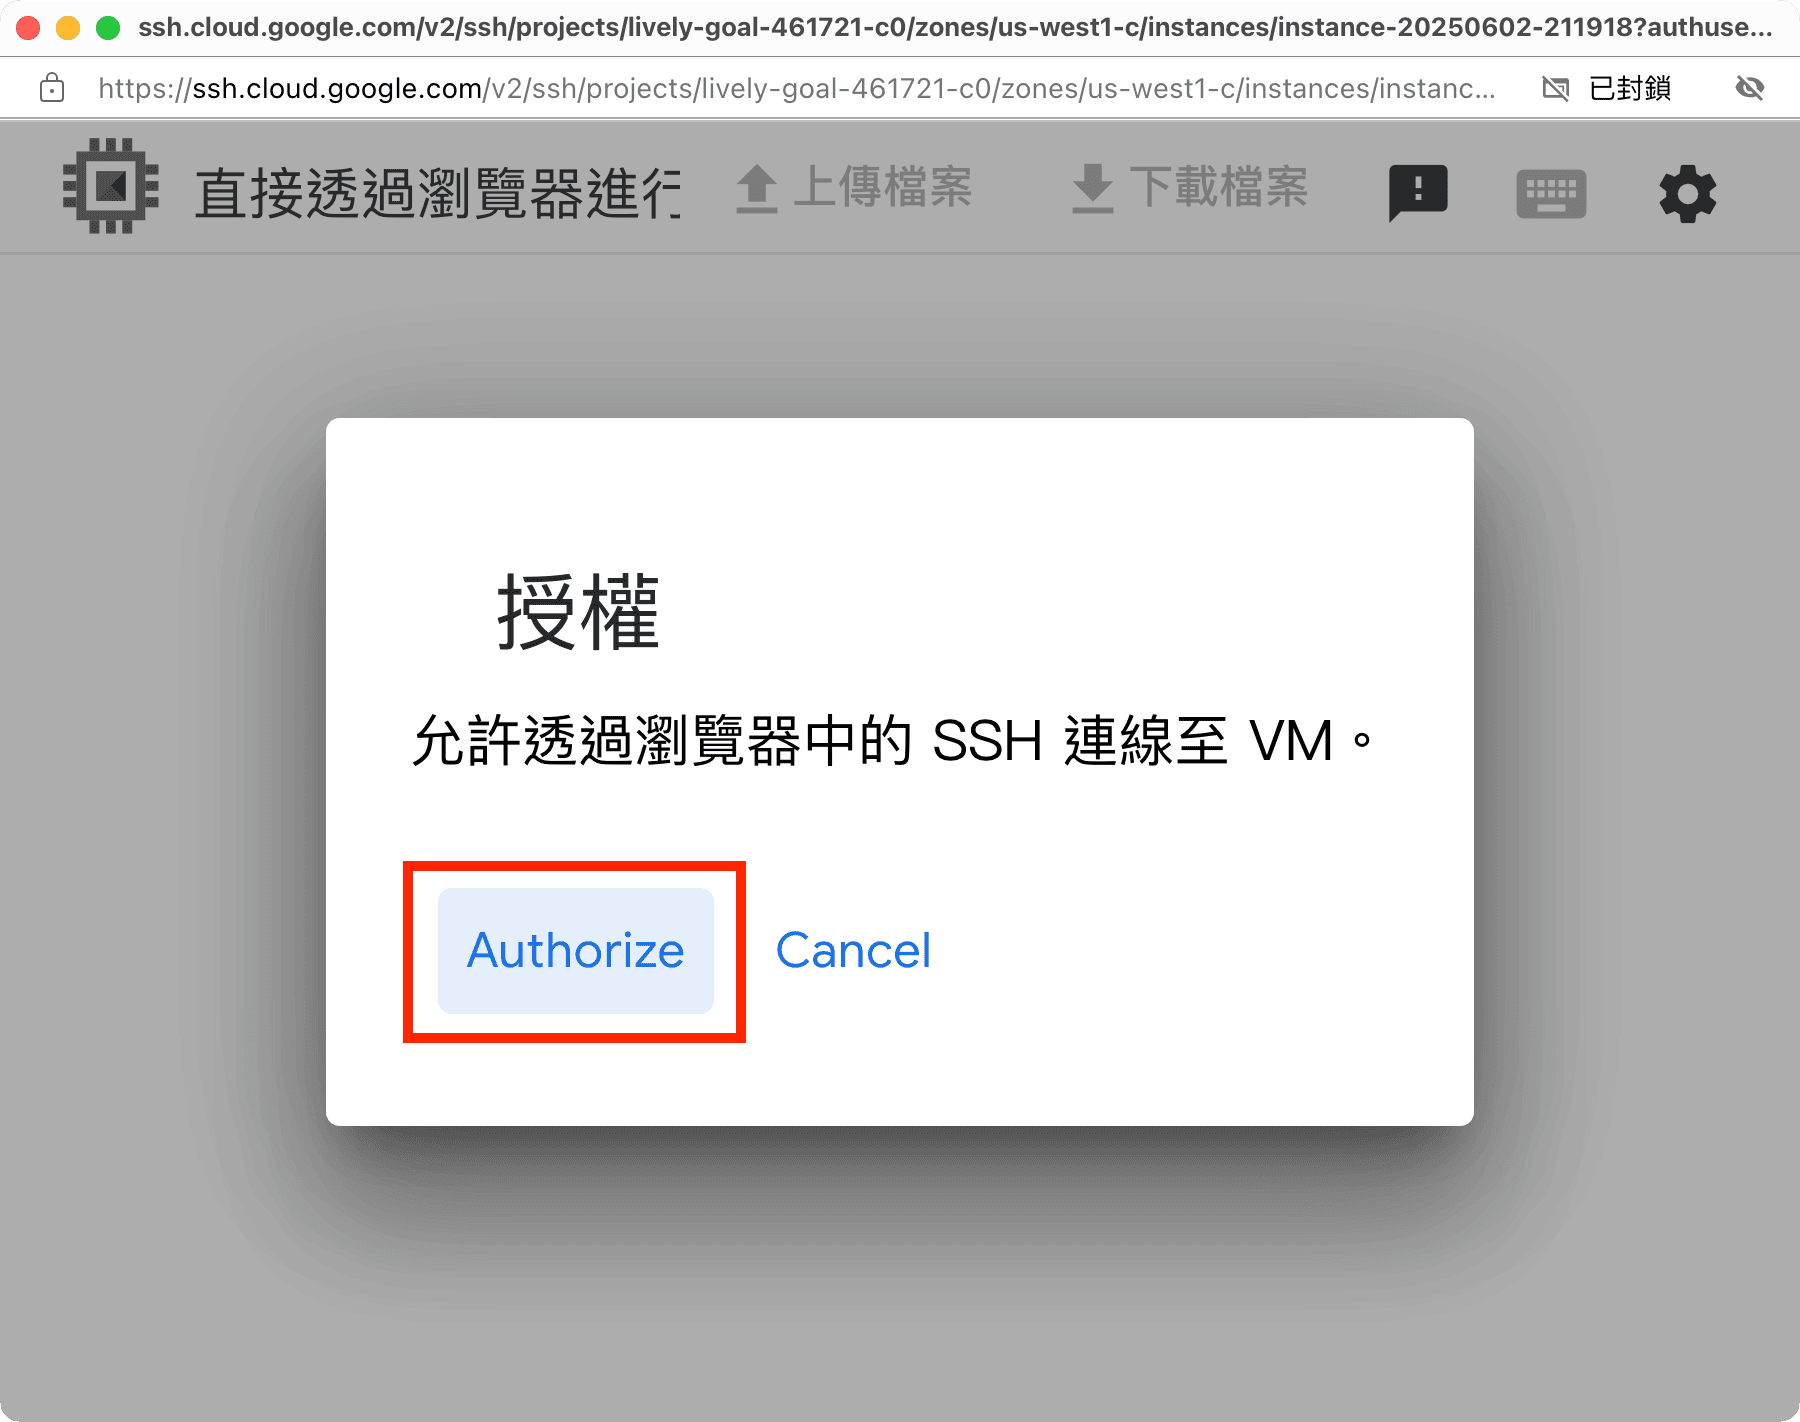 ssh.cloud.google.com/v2/ssh/projects/lively-goal-461721-c0/zones/us-west1-c/instances/instance-20250602-211918?authuse...
https://ssh.cloud.google.com/v2/ssh/projects/lively-goal-461721-c0/zones/us-west1-c/instances/instanc... 已封鎖
直接透過瀏覽器進行 上傳檔案 下載檔案
授權
允許透過瀏覽器中的 SSH 連線至 VM。
Authorize Cancel